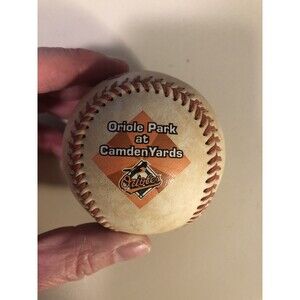 Oriole Park
at
Camden Yards
Orioles